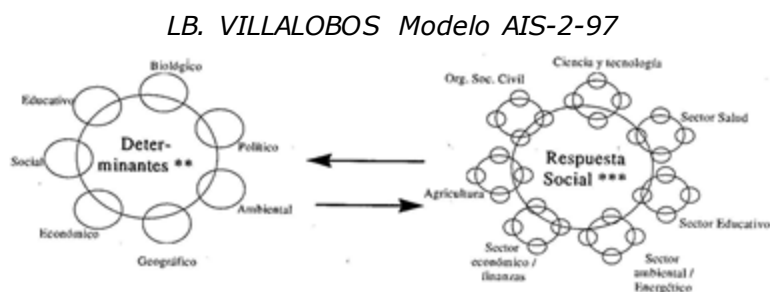 LB. VILLALOBOS Modelo AIS-2-97
Biológico
Educativo
Deter-
minantes **
Político
Social
Ambiental
Económico
Geográfico
Ciencia y tecnología
Org. Soc. Civil
Sector Salud
Respuesta
Social ***
Agricultura
Sector Educativo
Sector
económico /
finanzas
Sector
ambiental /
Energético